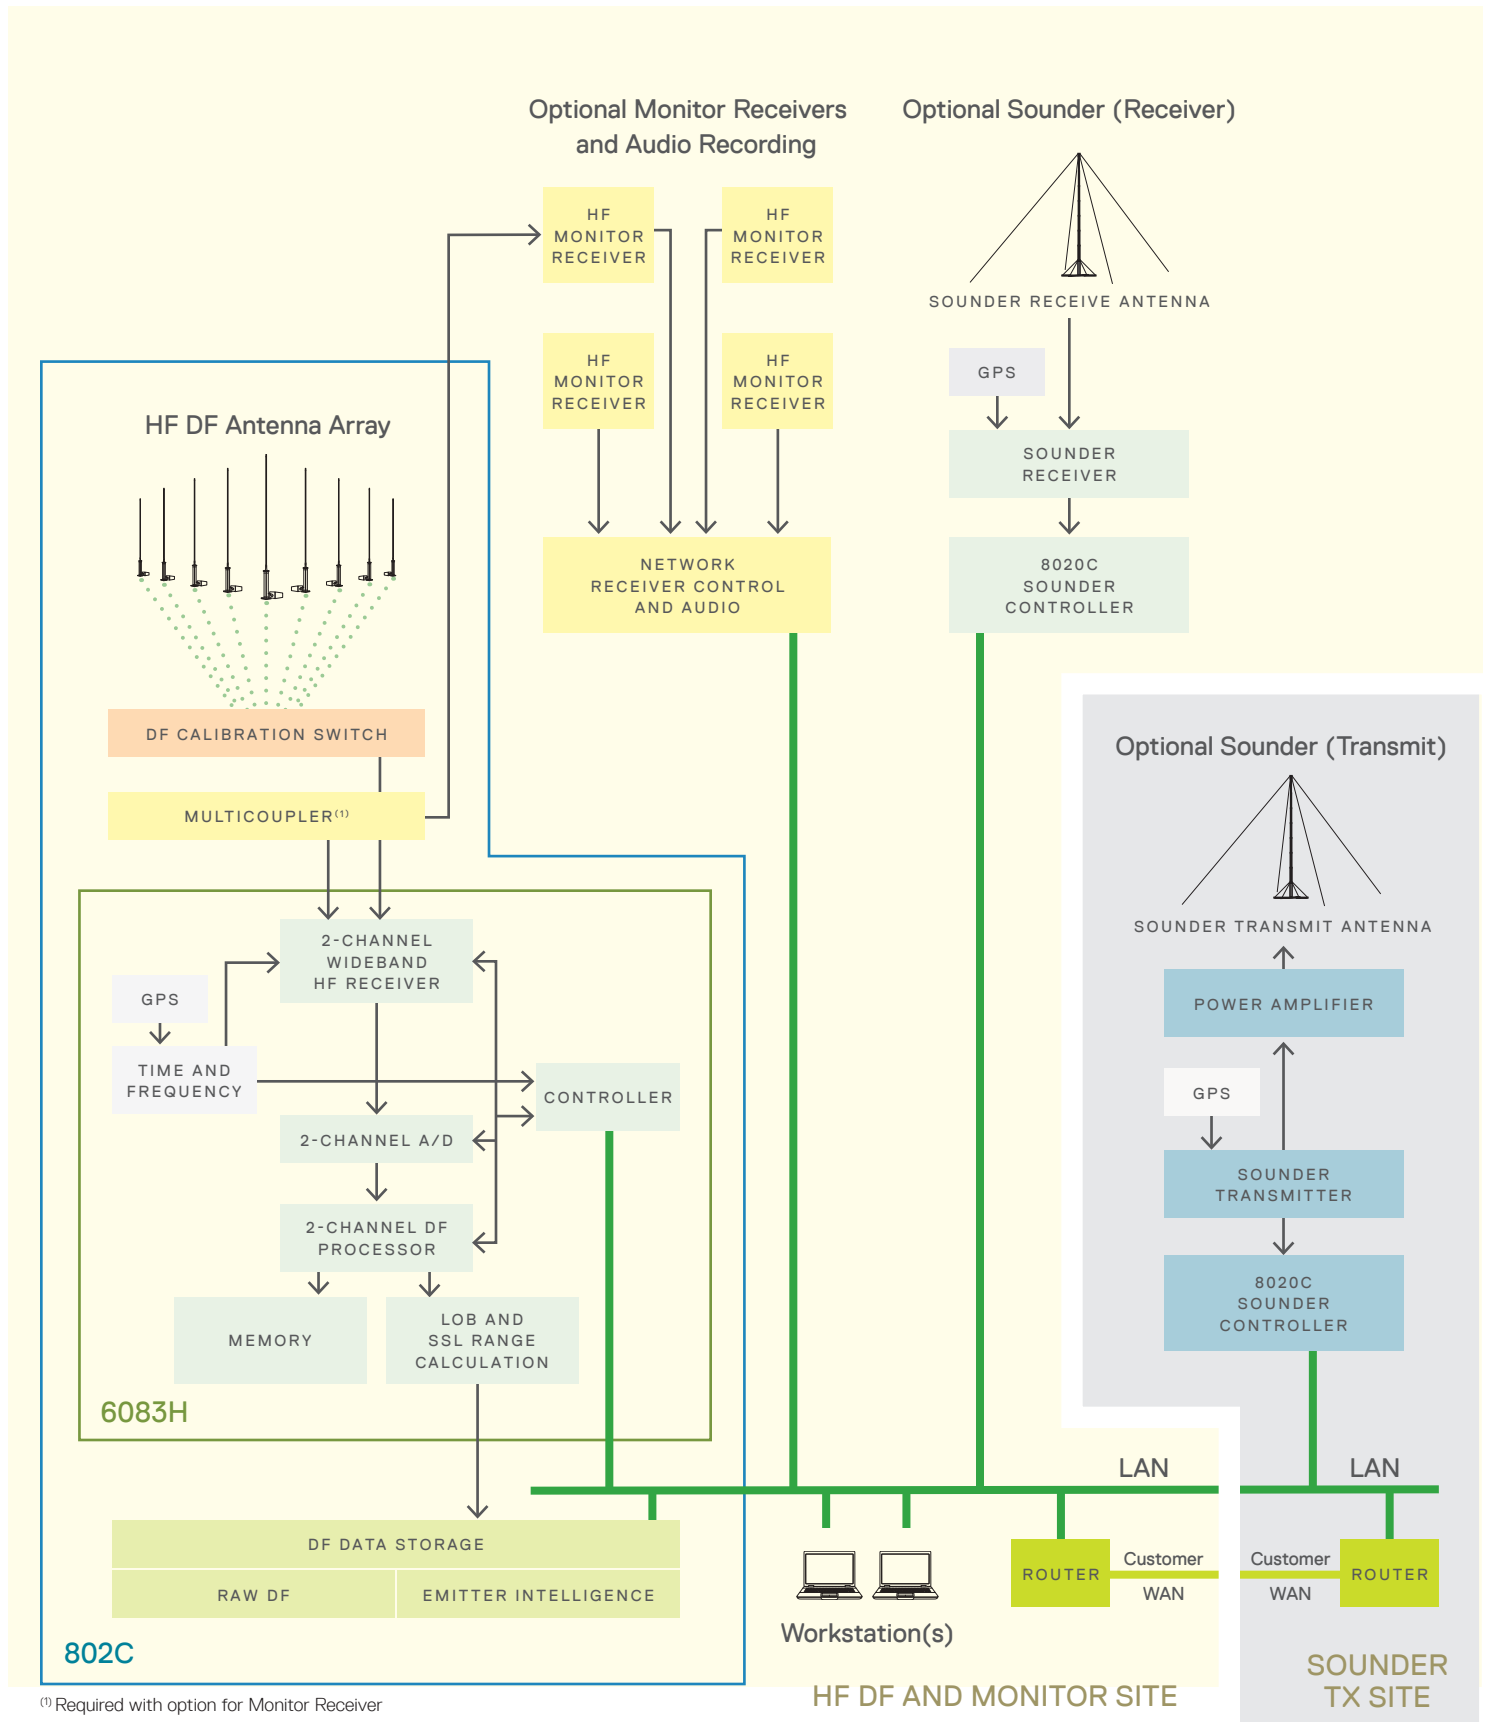 Optional Monitor Receivers
and Audio Recording
Optional Sounder (Receiver)
HF
MONITOR
RECEIVER
HF
MONITOR
RECEIVER
SOUNDER RECEIVE ANTENNA
HF
MONITOR
RECEIVER
HF
MONITOR
RECEIVER
GPS
HF DF Antenna Array
SOUNDER
RECEIVER
NETWORK
RECEIVER CONTROL
AND AUDIO
8020C
SOUNDER
CONTROLLER
DF CALIBRATION SWITCH
MULTICOUPLER(1)
Optional Sounder (Transmit)
SOUNDER TRANSMIT ANTENNA
2-CHANNEL
WIDEBAND
HF RECEIVER
GPS
TIME AND
FREQUENCY
CONTROLLER
2-CHANNEL A/D
2-CHANNEL DF
PROCESSOR
MEMORY
LOB AND
SSL RANGE
CALCULATION
6083H
POWER AMPLIFIER
GPS
SOUNDER
TRANSMITTER
8020C
SOUNDER
CONTROLLER
LAN
LAN
DF DATA STORAGE
RAW DF
EMITTER INTELLIGENCE
802C
Workstation(s)
ROUTER
Customer
WAN
Customer
WAN
ROUTER
HF DF AND MONITOR SITE
SOUNDER
TX SITE
(1) Required with option for Monitor Receiver